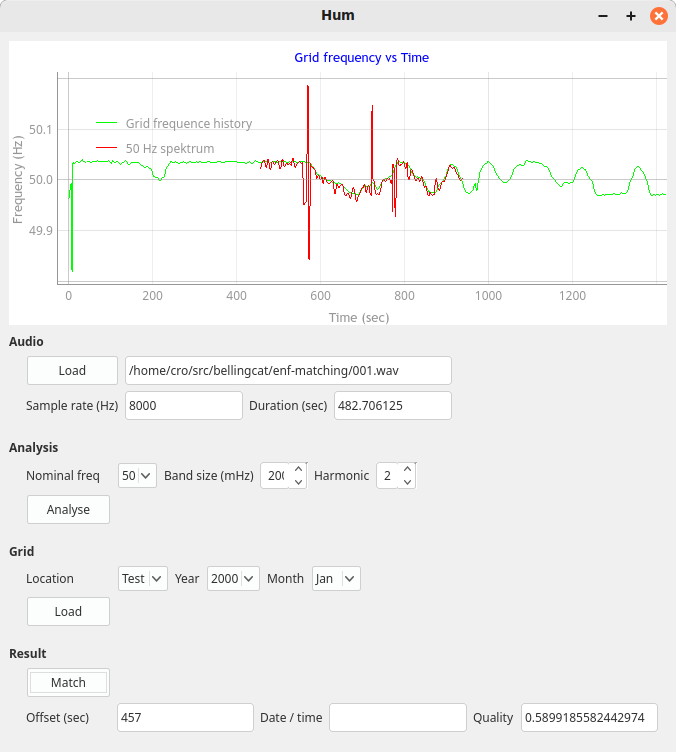 Hum
Grid frequency vs Time
Frequency (Hz)
50.1
50.0
49.9
Grid frequence history
50 Hz spektrum
0 200 400 600 800 1000 1200
Time (sec)
Audio
Load /home/cro/src/bellingcat/enf-matching/001.wav
Sample rate (Hz) 8000 Duration (sec) 482.706125
Analysis
Nominal freq 50 Band size (mHz) 200 Harmonic 2
Analyse
Grid
Location Test Year 2000 Month Jan
Load
Result
Match
Offset (sec) 457 Date / time Quality 0.5899185582442974